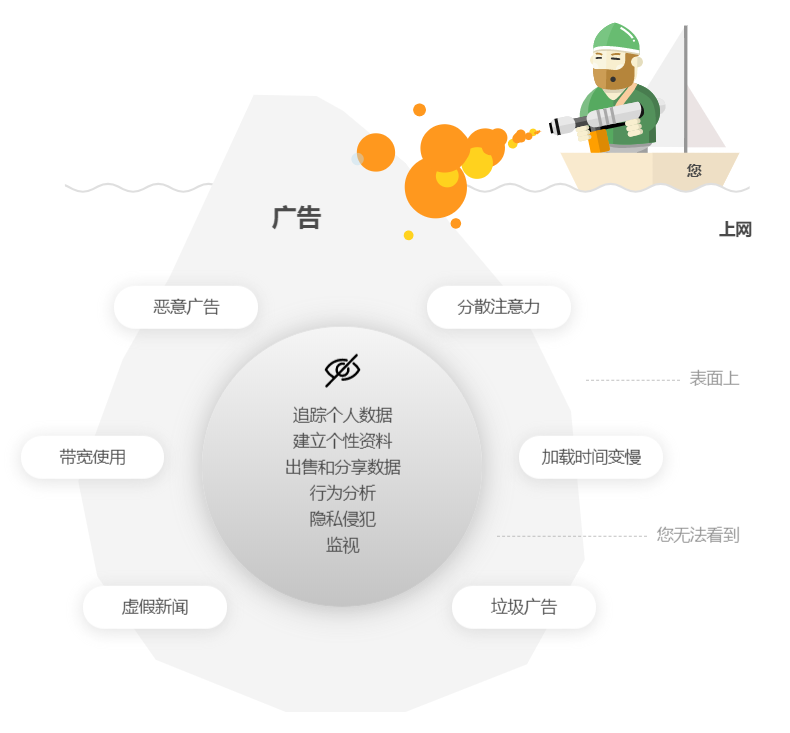 您
广告
上网
恶意广告
分散注意力
表面上
追踪个人数据
建立个性资料
出售和分享数据
行为分析
隐私侵犯
监视
带宽使用
加载时间变慢
您无法看到
虚假新闻
垃圾广告